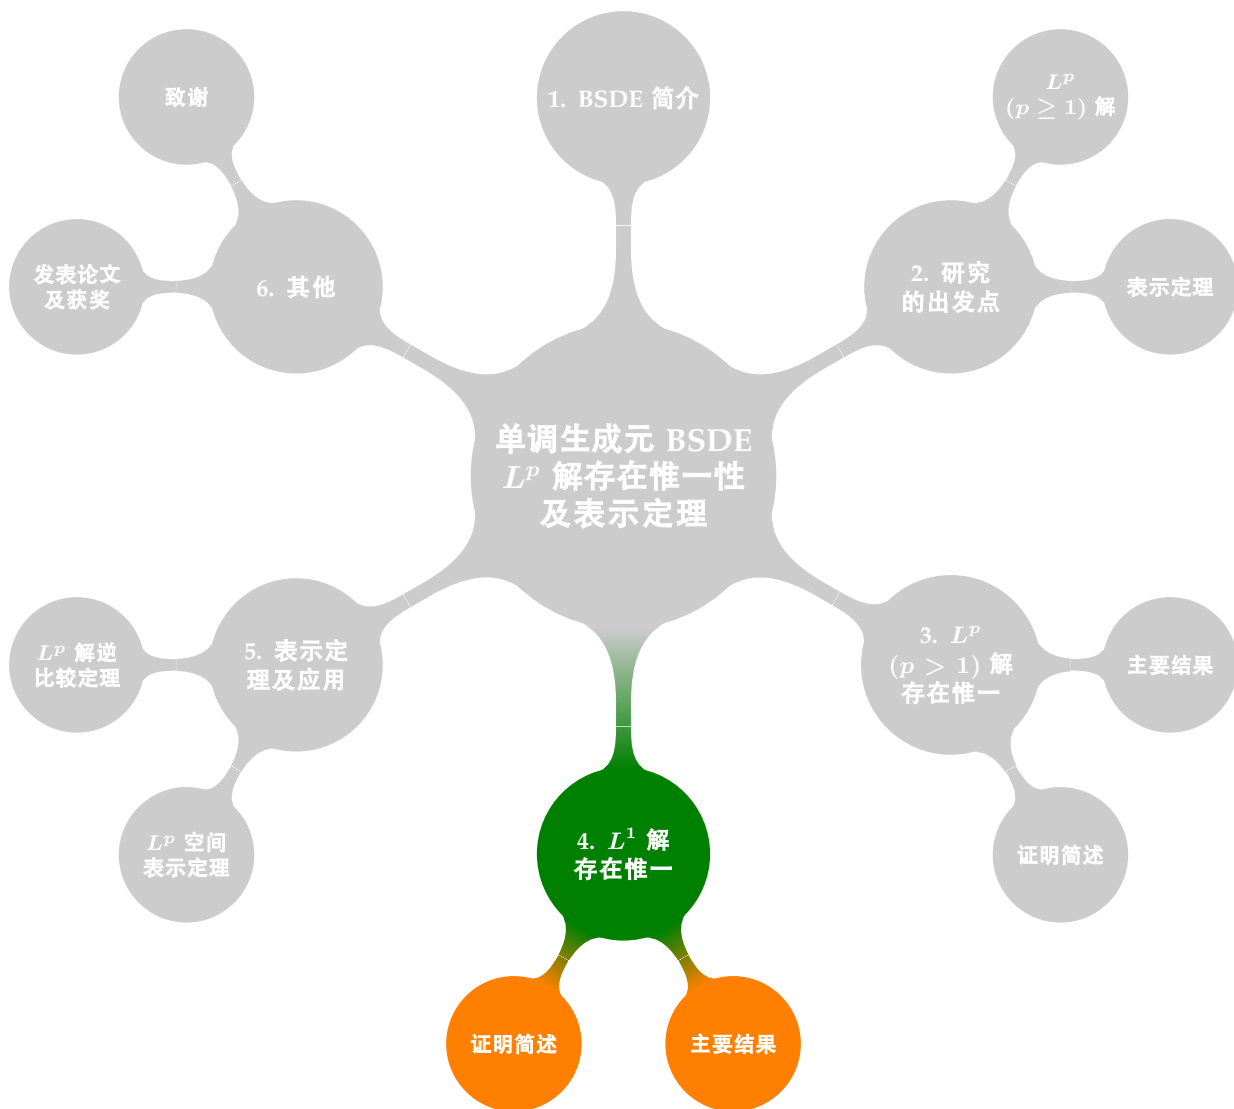 单调生成元 BSDE
$L^p$ 解存在惟一性
及表示定理
1. BSDE 简介
2. 研究
的出发点
$L^p$
$(p \geq 1)$ 解
表示定理
3. $L^p$
$(p > 1)$ 解
存在惟一
主要结果
证明简述
4. $L^1$ 解
存在惟一
主要结果
证明简述
5. 表示定
理及应用
$L^p$ 空间
表示定理
$L^p$ 解逆
比较定理
6. 其他
发表论文
及获奖
致谢